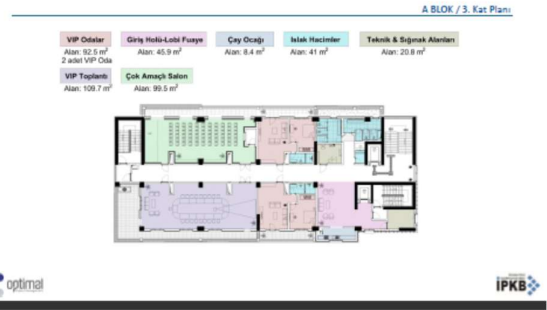 A BLOK / 3. Kat Planı
VIP Odalar
Alan: 92.5 m²
2 adet VIP Oda
Giriş Holü-Lobi Fuaye
Alan: 45.9 m²
Çay Ocağı
Alan: 8.4 m²
Islak Hacimler
Alan: 41 m²
Teknik & Sığınak Alanları
Alan: 20.8 m²
VIP Toplantı
Alan: 109.7 m²
Çok Amaçlı Salon
Alan: 99.5 m²
optimal
İPKB